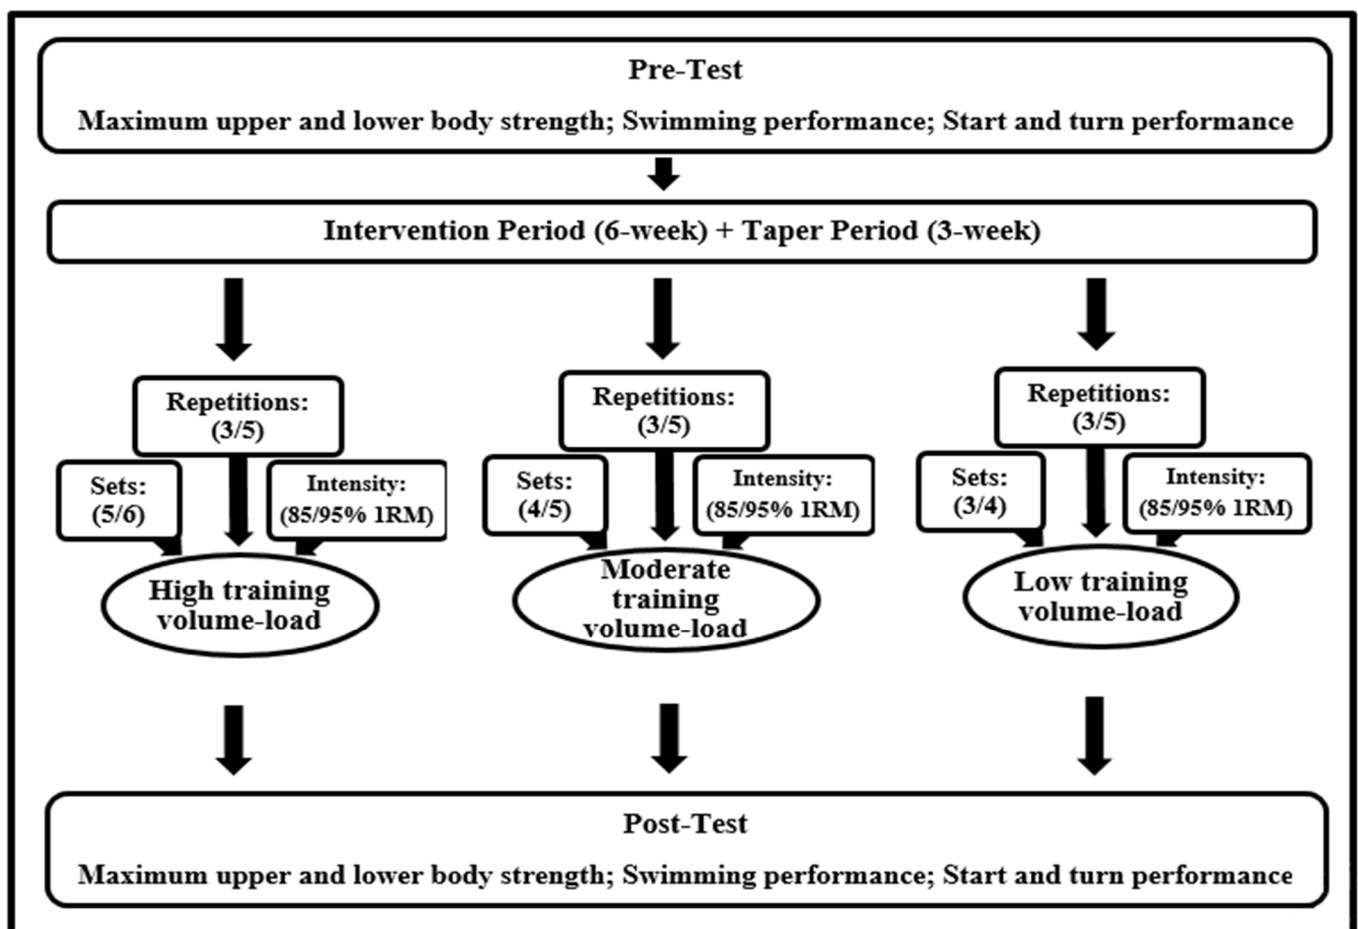 Pre-Test
Maximum upper and lower body strength; Swimming performance; Start and turn performance
Intervention Period (6-week) + Taper Period (3-week)
Repetitions:
(3/5)
Sets:
(5/6)
Intensity:
(85/95% 1RM)
High training
volume-load
Repetitions:
(3/5)
Sets:
(4/5)
Intensity:
(85/95% 1RM)
Moderate
training
volume-load
Repetitions:
(3/5)
Sets:
(3/4)
Intensity:
(85/95% 1RM)
Low training
volume-load
Post-Test
Maximum upper and lower body strength; Swimming performance; Start and turn performance